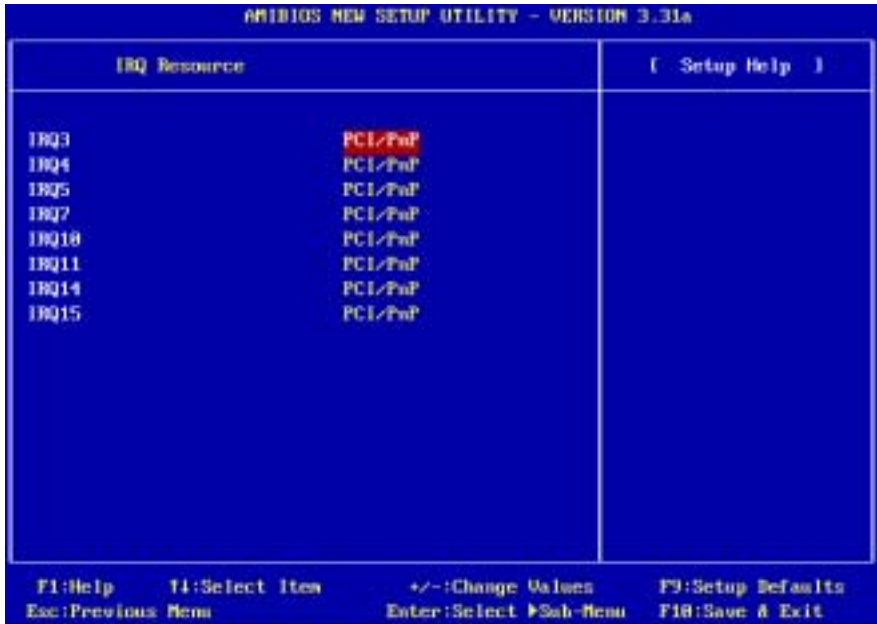 AMIBIOS NEW SETUP UTILITY - VERSION 3.31a
IRQ Resource
[ Setup Help ]
IRQ3 PCI/PnP
IRQ4 PCI/PnP
IRQ5 PCI/PnP
IRQ7 PCI/PnP
IRQ10 PCI/PnP
IRQ11 PCI/PnP
IRQ14 PCI/PnP
IRQ15 PCI/PnP
F1:Help ↑↓:Select Item +/-:Change Values F9:Setup Defaults
Esc:Previous Menu Enter:Select ▶Sub-Menu F10:Save & Exit